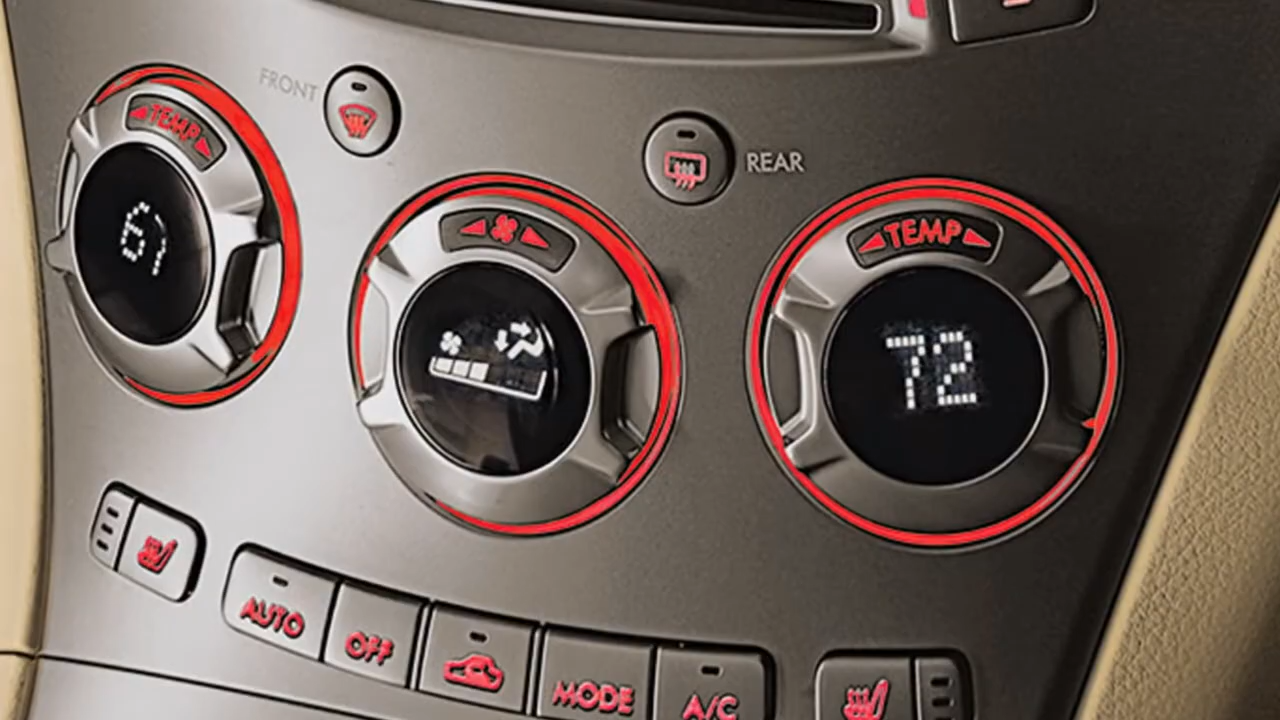 FRONT
TEMP
67
REAR
TEMP
72
AUTO
OFF
MODE
A/C